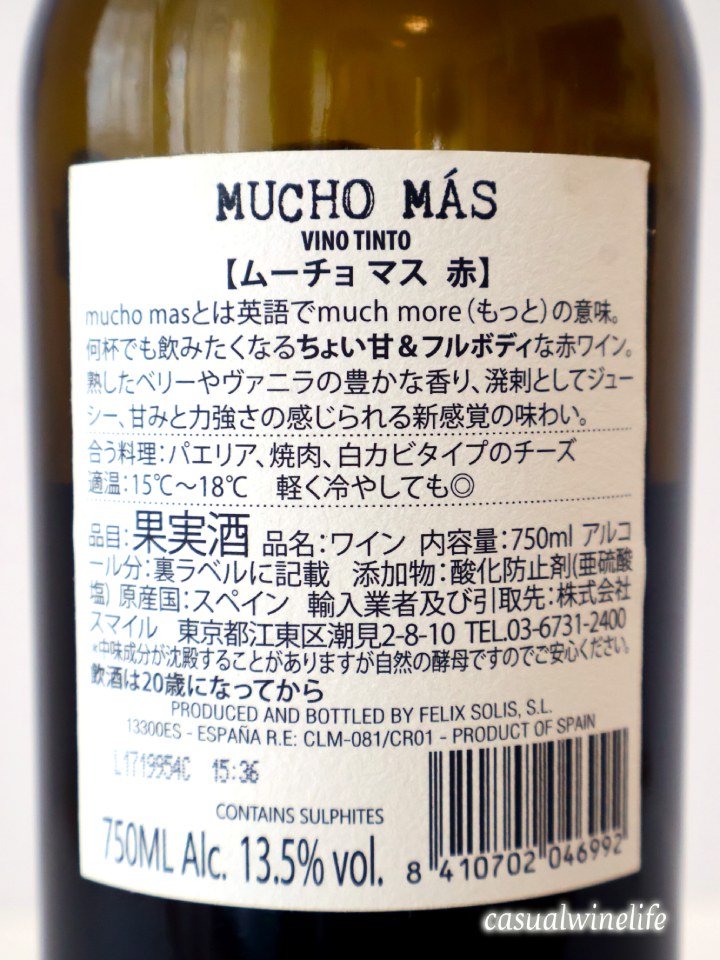 MUCHO MÁS
VINO TINTO
【ムーチョ マス 赤】
mucho masとは英語でmuch more（もっと）の意味。
何杯でも飲みたくなるちょい甘＆フルボディな赤ワイン。
熟したベリーやヴァニラの豊かな香り、溌剌としてジュー
シー、甘みと力強さの感じられる新感覚の味わい。
合う料理：パエリア、焼肉、白カビタイプのチーズ
適温：15℃～18℃　軽く冷やしても◎
品目：果実酒 品名：ワイン 内容量：750ml アルコ
ール分：裏ラベルに記載　添加物：酸化防止剤(亜硫酸
塩) 原産国：スペイン　輸入業者及び引取先：株式会社
スマイル　東京都江東区潮見2-8-10 TEL.03-6731-2400
*中味成分が沈殿することがありますが自然の酵母ですのでご安心ください。
飲酒は20歳になってから
PRODUCED AND BOTTLED BY FELIX SOLIS, S.L.
13300ES - ESPAÑA R.E: CLM-081/CR01 - PRODUCT OF SPAIN
L1719954C 15:36
CONTAINS SULPHITES
750ML Alc. 13.5% vol.
8 410702 046992
casualwinelife